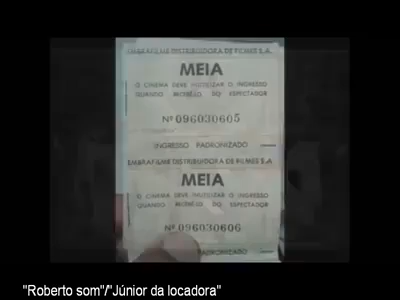 EMBRAFILME DISTRIBUIDORA DE FILMES S.A.
MEIA
O CINEMA DEVE INUTILIZAR O INGRESSO
QUANDO RECEBIDO DO ESPECTADOR
Nº 096030605
INGRESSO PADRONIZADO
EMBRAFILME DISTRIBUIDORA DE FILMES S.A
MEIA
O CINEMA DEVE INUTILIZAR O INGRESSO
QUANDO RECEBIDO DO ESPECTADOR
Nº 096030606
PADRONIZADO
"Roberto som"/"Júnior da locadora"